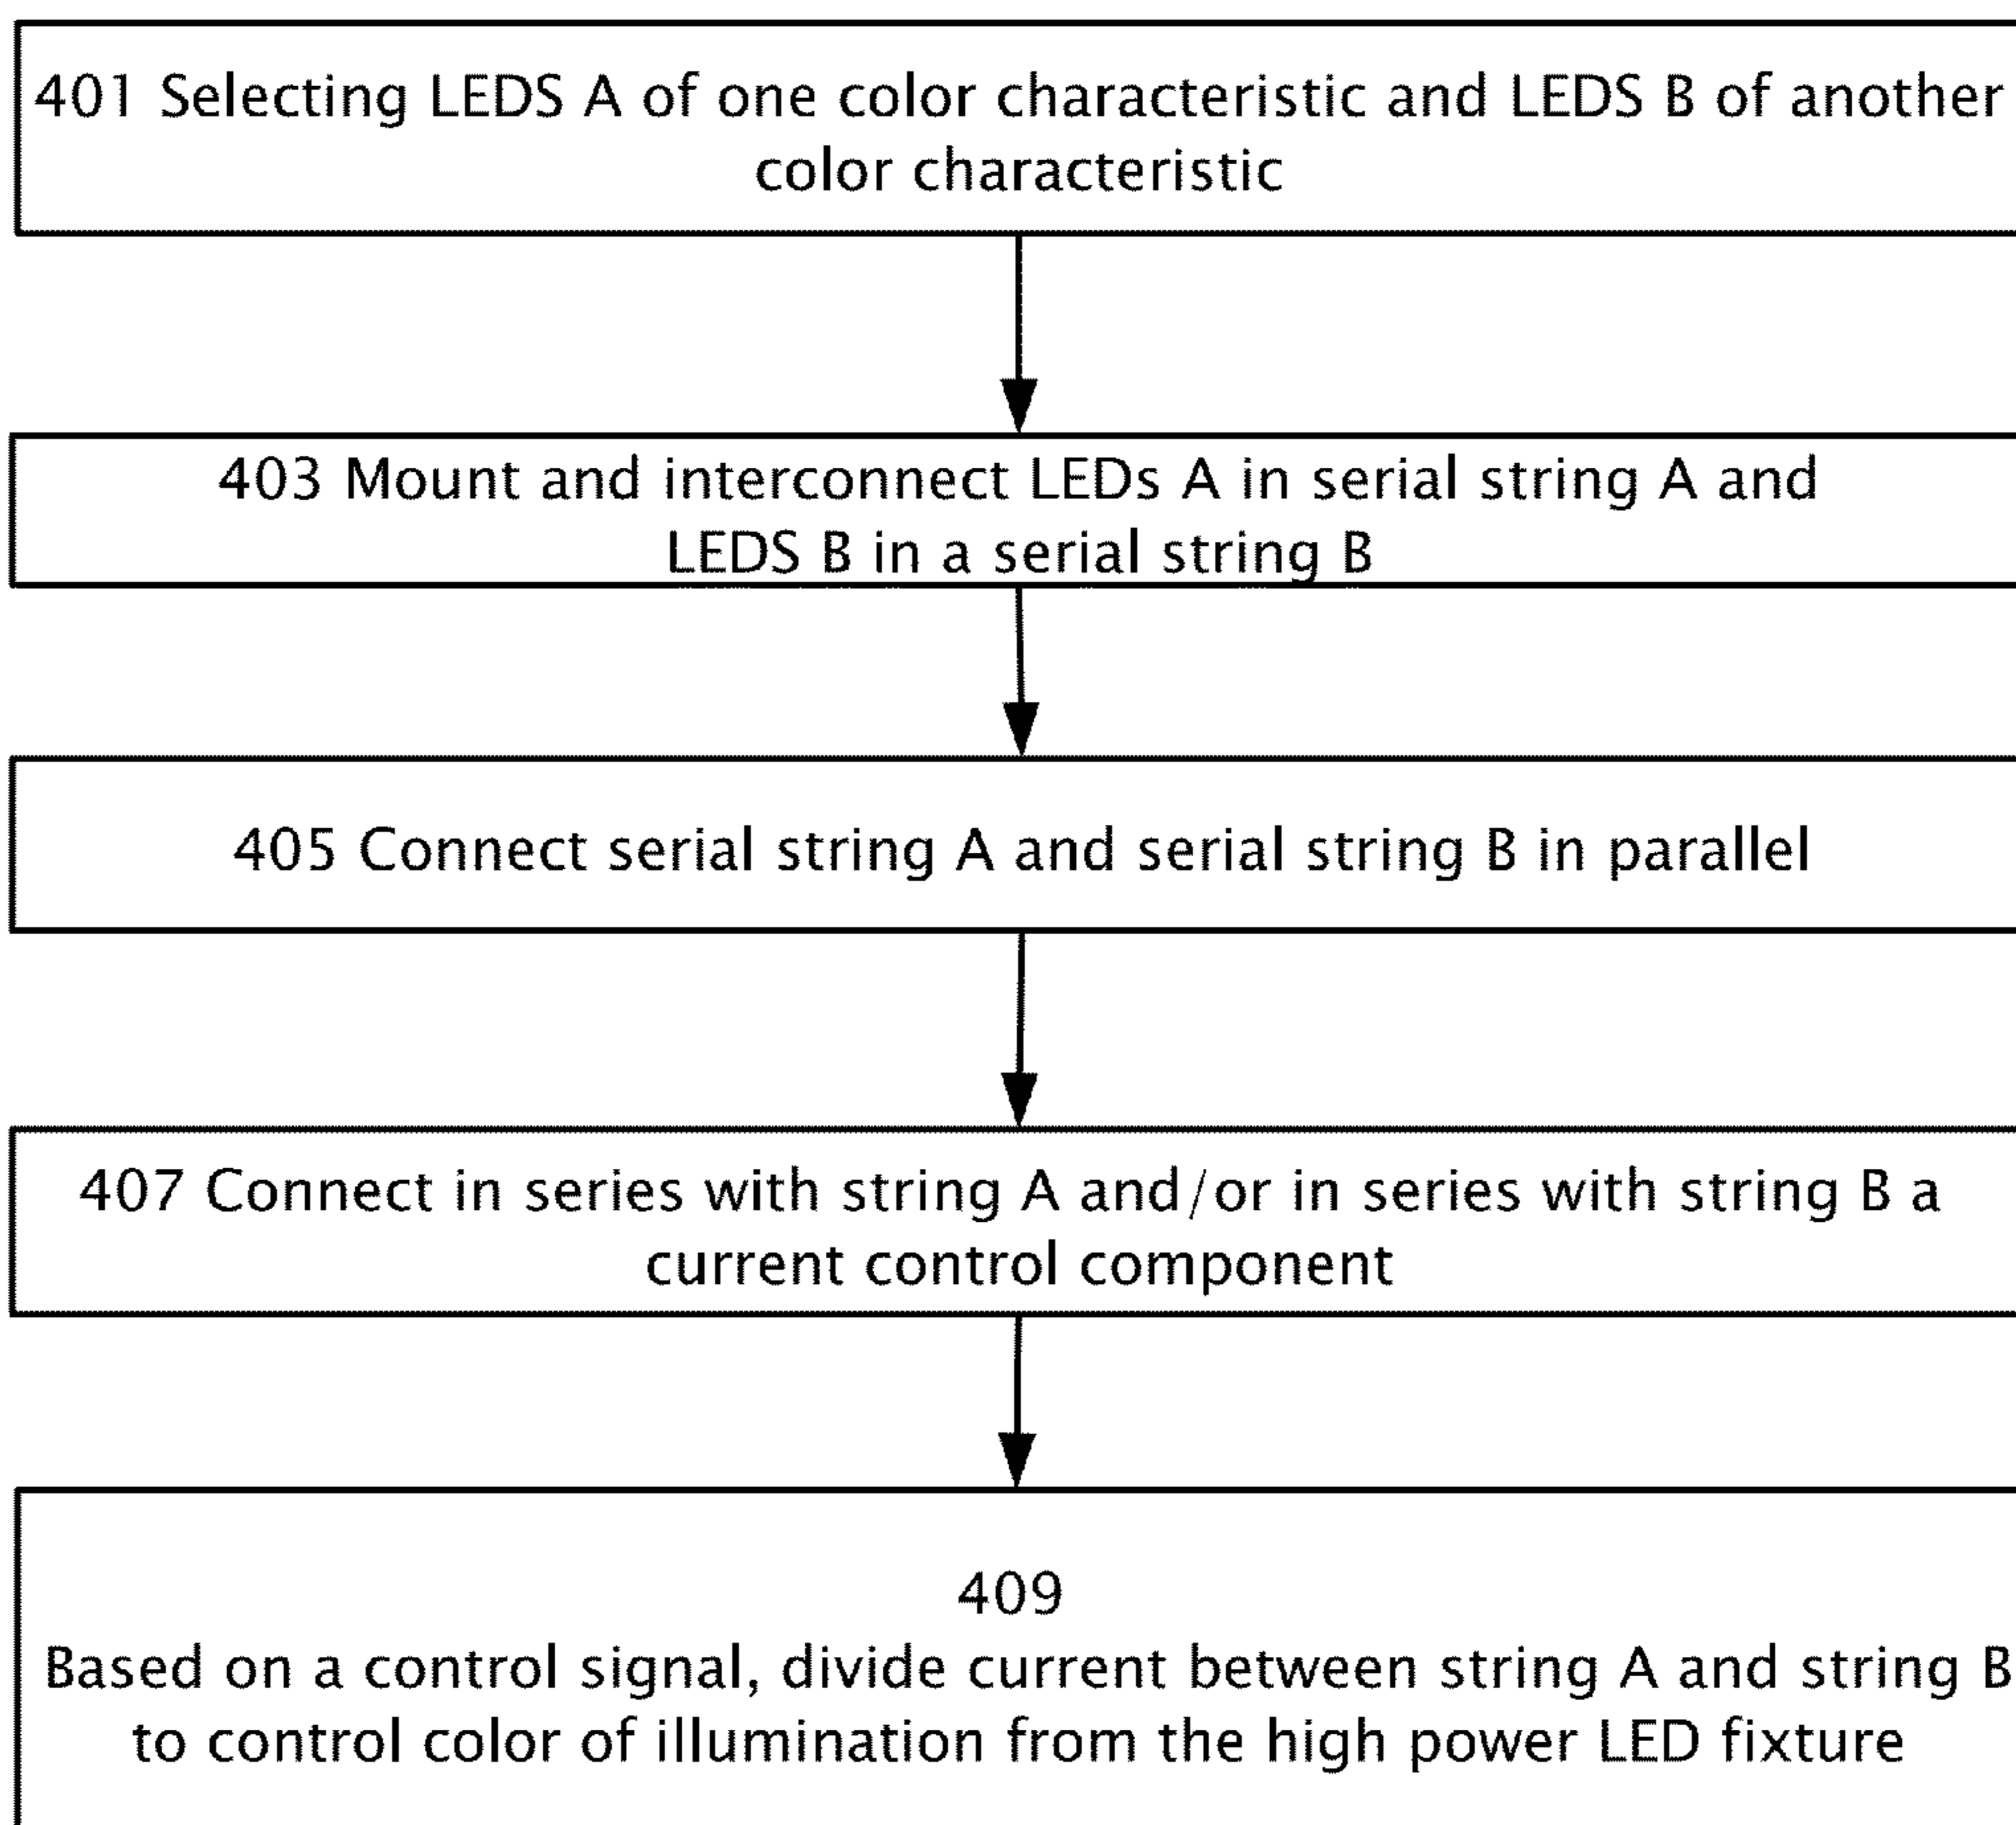 401 Selecting LEDS A of one color characteristic and LEDS B of another
color characteristic
403 Mount and interconnect LEDs A in serial string A and
LEDS B in a serial string B
405 Connect serial string A and serial string B in parallel
407 Connect in series with string A and/or in series with string B a
current control component
409
Based on a control signal, divide current between string A and string B
to control color of illumination from the high power LED fixture